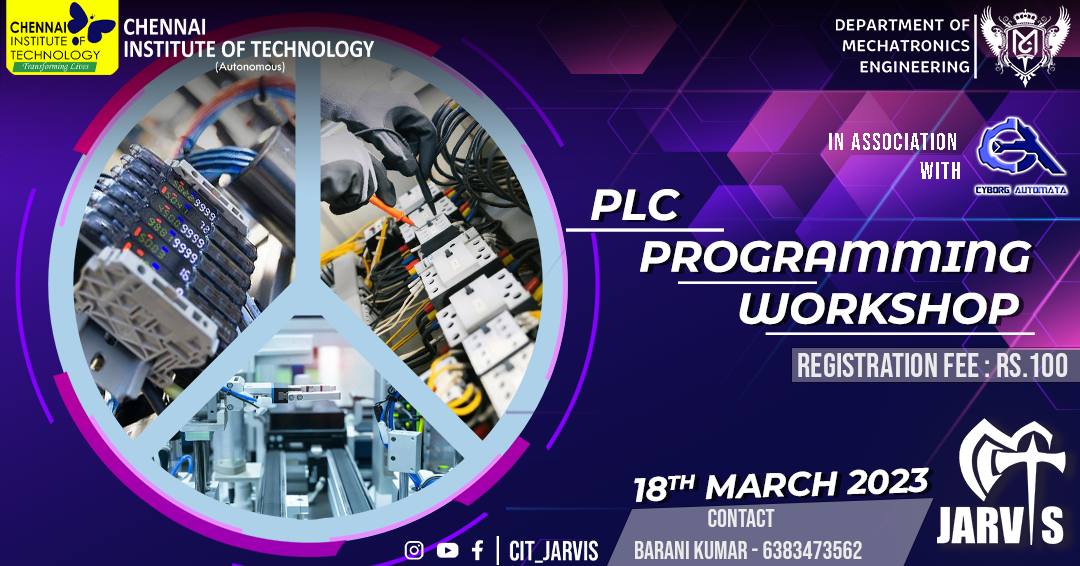 CHENNAI
INSTITUTE OF
TECHNOLOGY
Transforming Lives
CHENNAI
INSTITUTE OF TECHNOLOGY
(Autonomous)
DEPARTMENT OF
MECHATRONICS
ENGINEERING
IN ASSOCIATION
WITH
CYBORG AUTOMATA
PLC
PROGRAMMING
WORKSHOP
REGISTRATION FEE : RS.100
18TH MARCH 2023
CONTACT
BARANI KUMAR - 6383473562
CIT_JARVIS
JARVIS